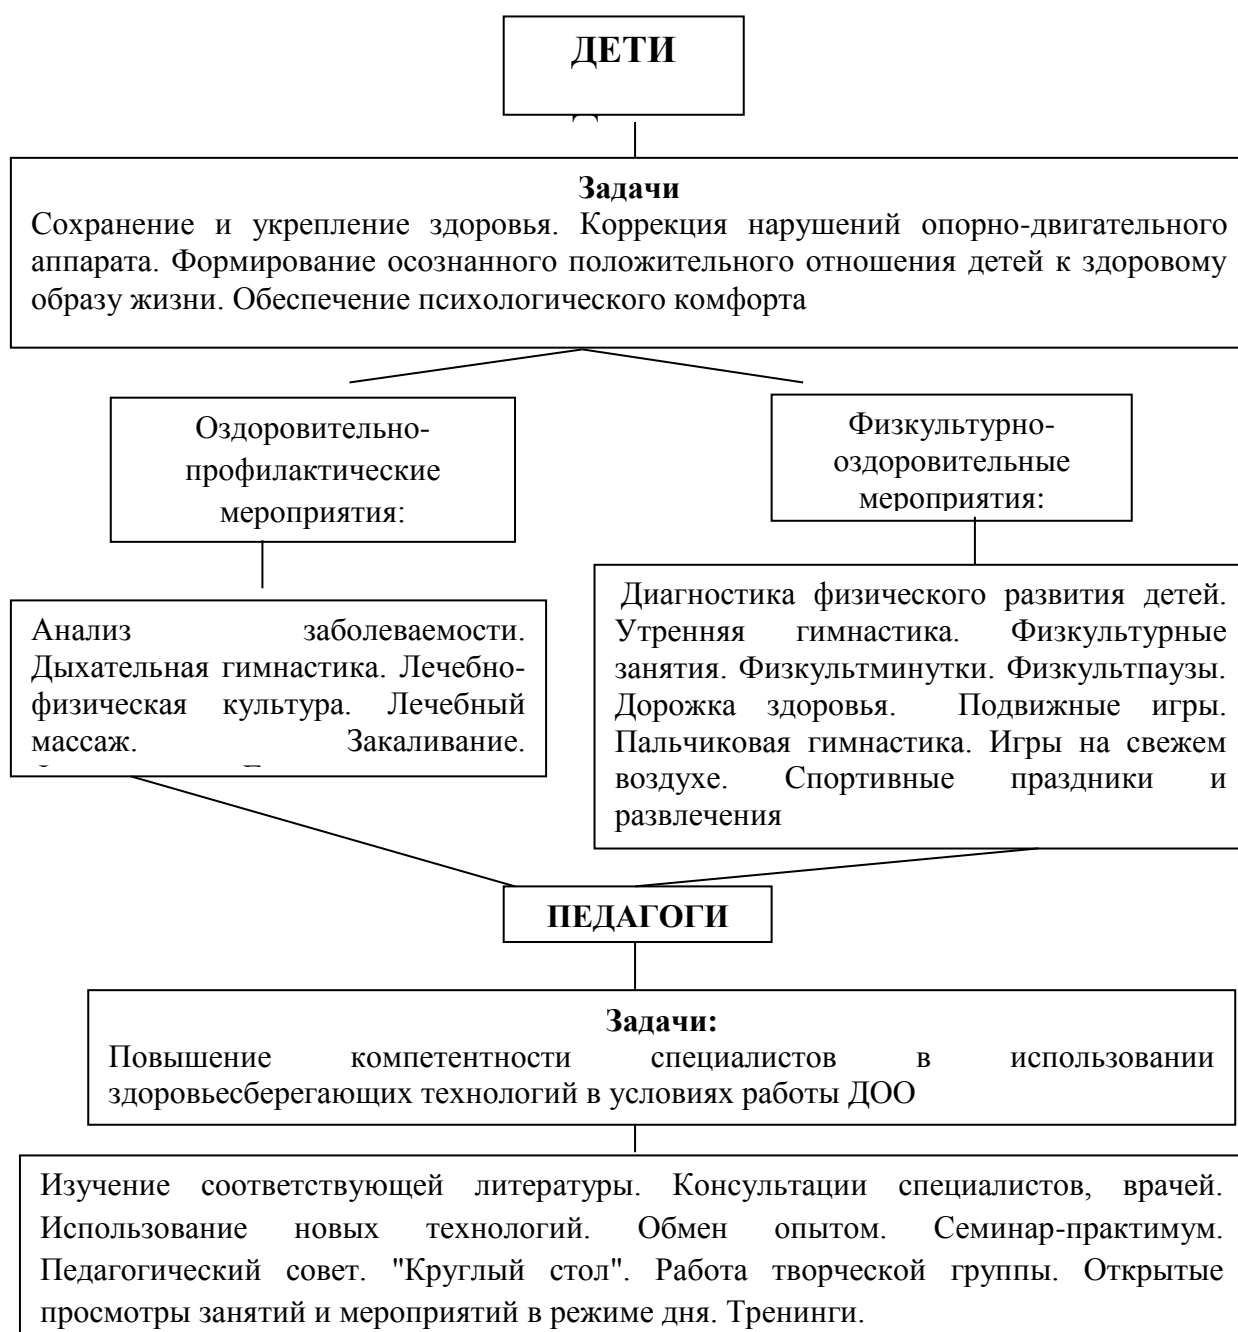 ДЕТИ
Задачи
Сохранение и укрепление здоровья. Коррекция нарушений опорно-двигательного
аппарата. Формирование осознанного положительного отношения детей к здоровому
образу жизни. Обеспечение психологического комфорта
Оздоровительно-
профилактические
мероприятия:
Физкультурно-
оздоровительные
мероприятия:
Анализ заболеваемости.
Дыхательная гимнастика. Лечебно-
физическая культура. Лечебный
массаж. Закаливание.
Диагностика физического развития детей.
Утренняя гимнастика. Физкультурные
занятия. Физкультминутки. Физкультпаузы.
Дорожка здоровья. Подвижные игры.
Пальчиковая гимнастика. Игры на свежем
воздухе. Спортивные праздники и
развлечения
ПЕДАГОГИ
Задачи:
Повышение компетентности специалистов в использовании
здоровьесберегающих технологий в условиях работы ДОО
Изучение соответствующей литературы. Консультации специалистов, врачей.
Использование новых технологий. Обмен опытом. Семинар-практимум.
Педагогический совет. "Круглый стол". Работа творческой группы. Открытые
просмотры занятий и мероприятий в режиме дня. Тренинги.